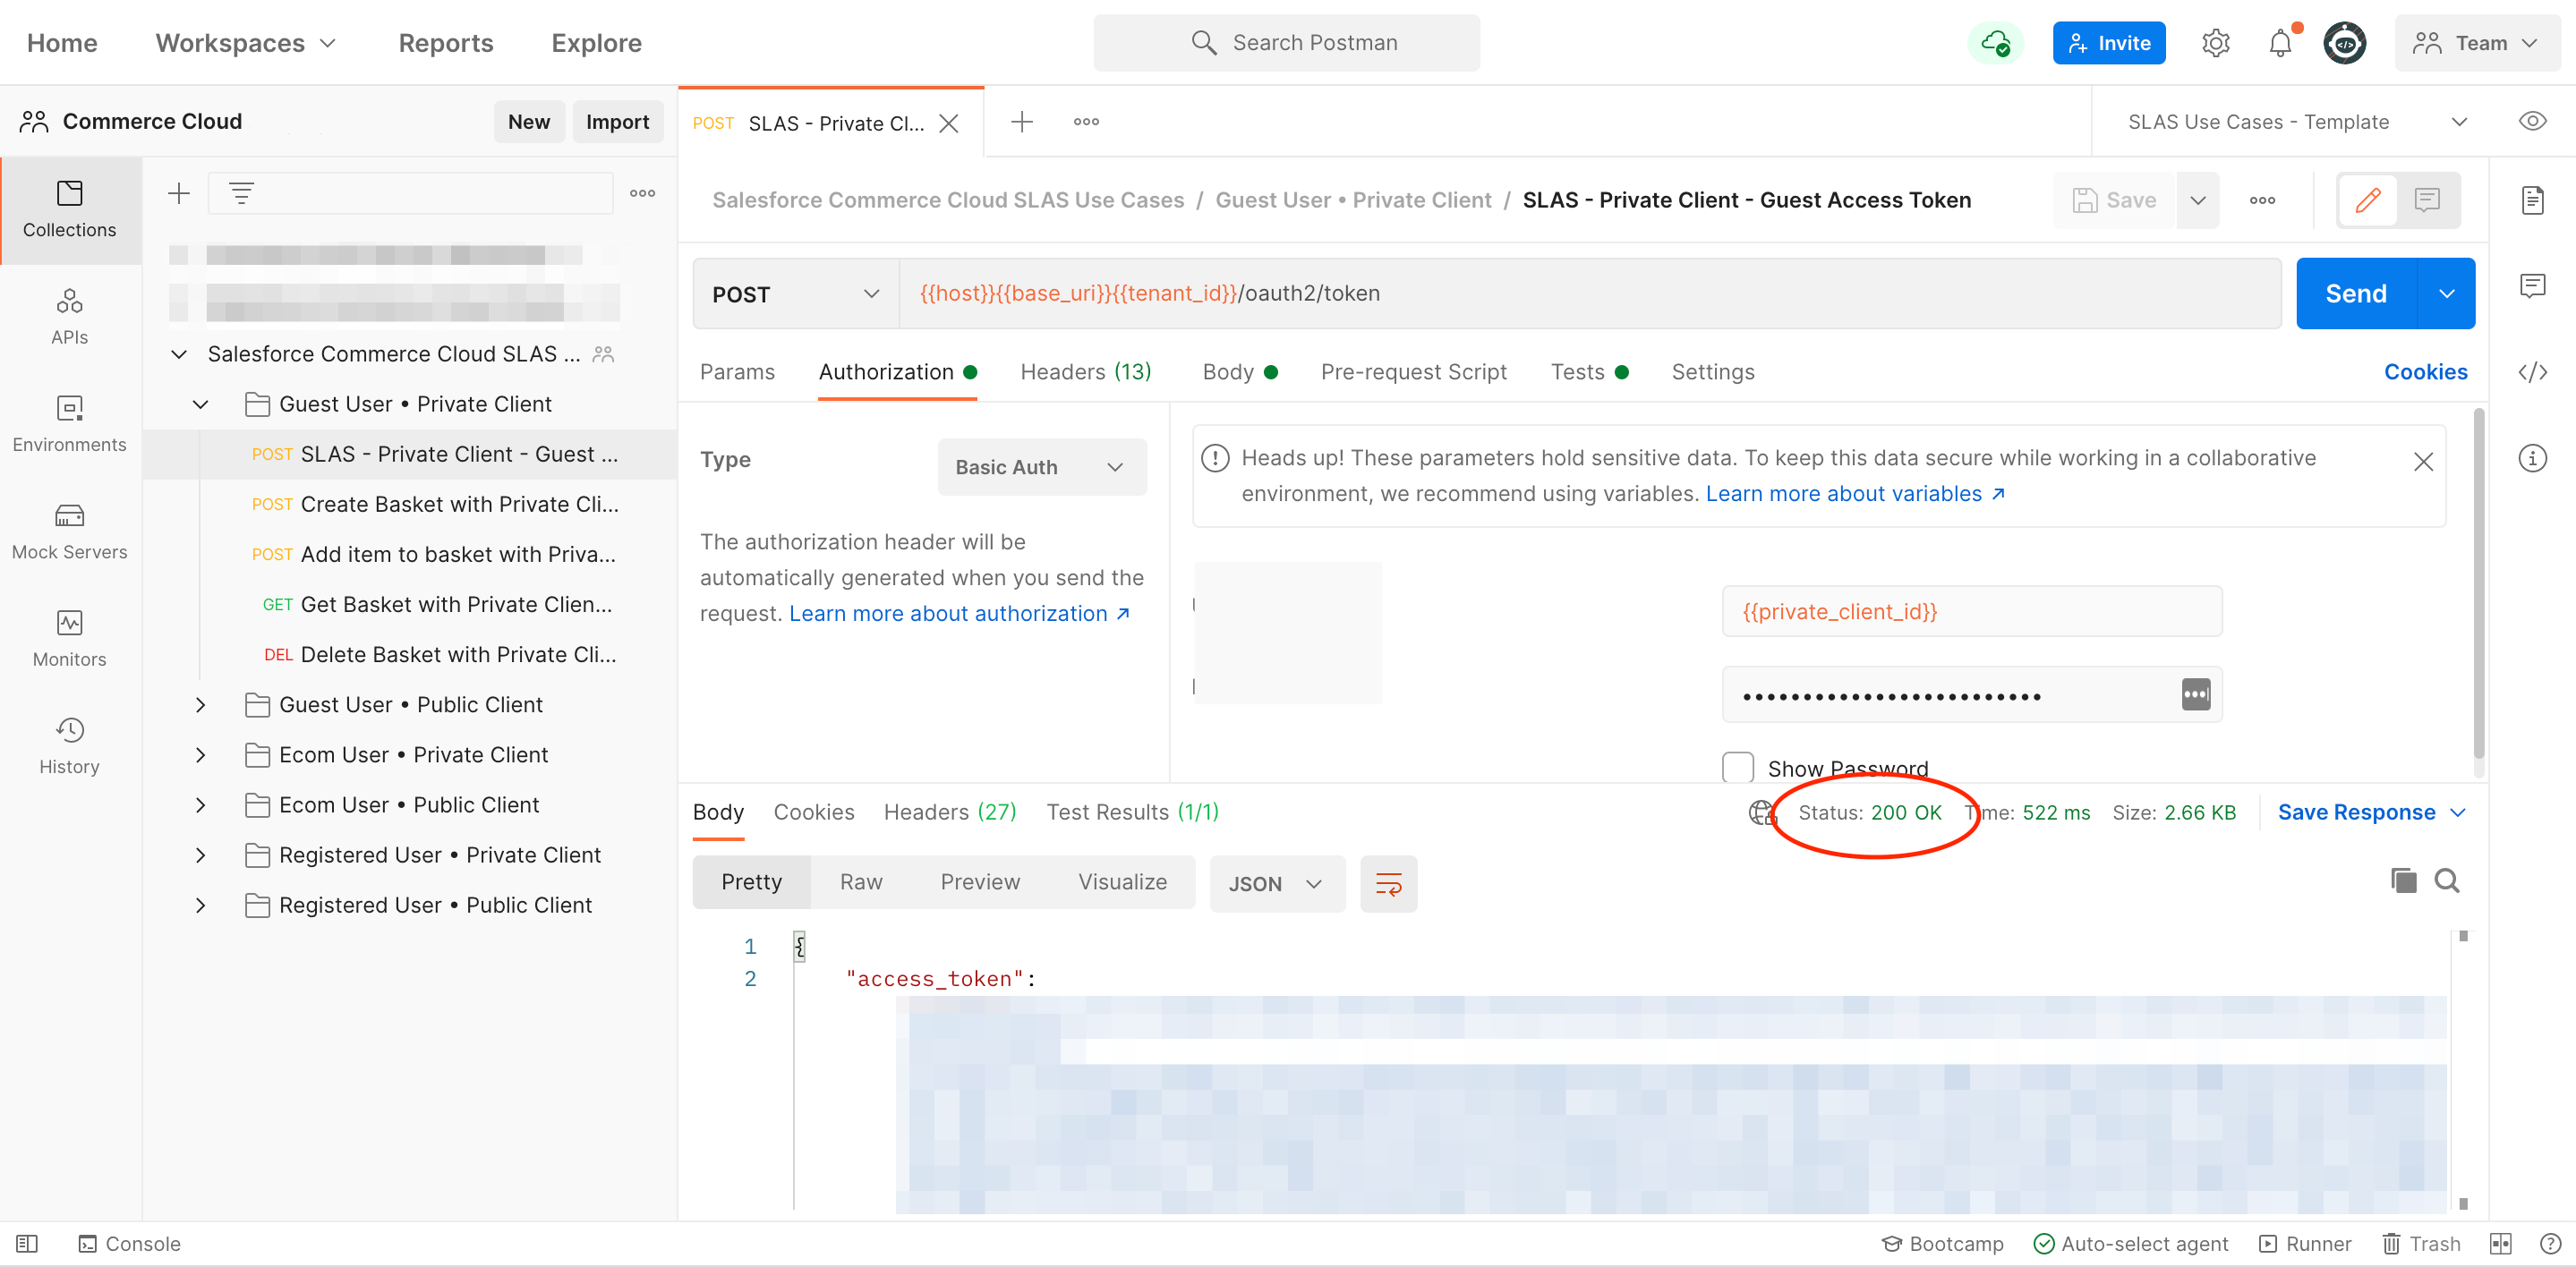 Home
Workspaces
Reports
Explore
Search Postman
Invite
Team
Commerce Cloud
New
Import
POST SLAS - Private Cl...
SLAS Use Cases - Template
Collections
APIs
Environments
Mock Servers
Monitors
History
Salesforce Commerce Cloud SLAS ...
Guest User • Private Client
POST SLAS - Private Client - Guest ...
POST Create Basket with Private Cli...
POST Add item to basket with Priva...
GET Get Basket with Private Clien...
DEL Delete Basket with Private Cli...
Guest User • Public Client
Ecom User • Private Client
Ecom User • Public Client
Registered User • Private Client
Registered User • Public Client
Salesforce Commerce Cloud SLAS Use Cases / Guest User • Private Client / SLAS - Private Client - Guest Access Token
Save
POST
{{host}}{{base_uri}}{{tenant_id}}/oauth2/token
Send
Params
Authorization
Headers (13)
Body
Pre-request Script
Tests
Settings
Cookies
Type
Basic Auth
The authorization header will be
automatically generated when you send the
request. Learn more about authorization ↗
Heads up! These parameters hold sensitive data. To keep this data secure while working in a collaborative
environment, we recommend using variables. Learn more about variables ↗
{{private_client_id}}
•••••••••••••••••••••••••
Show Password
Body
Cookies
Headers (27)
Test Results (1/1)
Status: 200 OK
Time: 522 ms
Size: 2.66 KB
Save Response
Pretty
Raw
Preview
Visualize
JSON
1 {
2 "access_token":
Console
Bootcamp
Auto-select agent
Runner
Trash